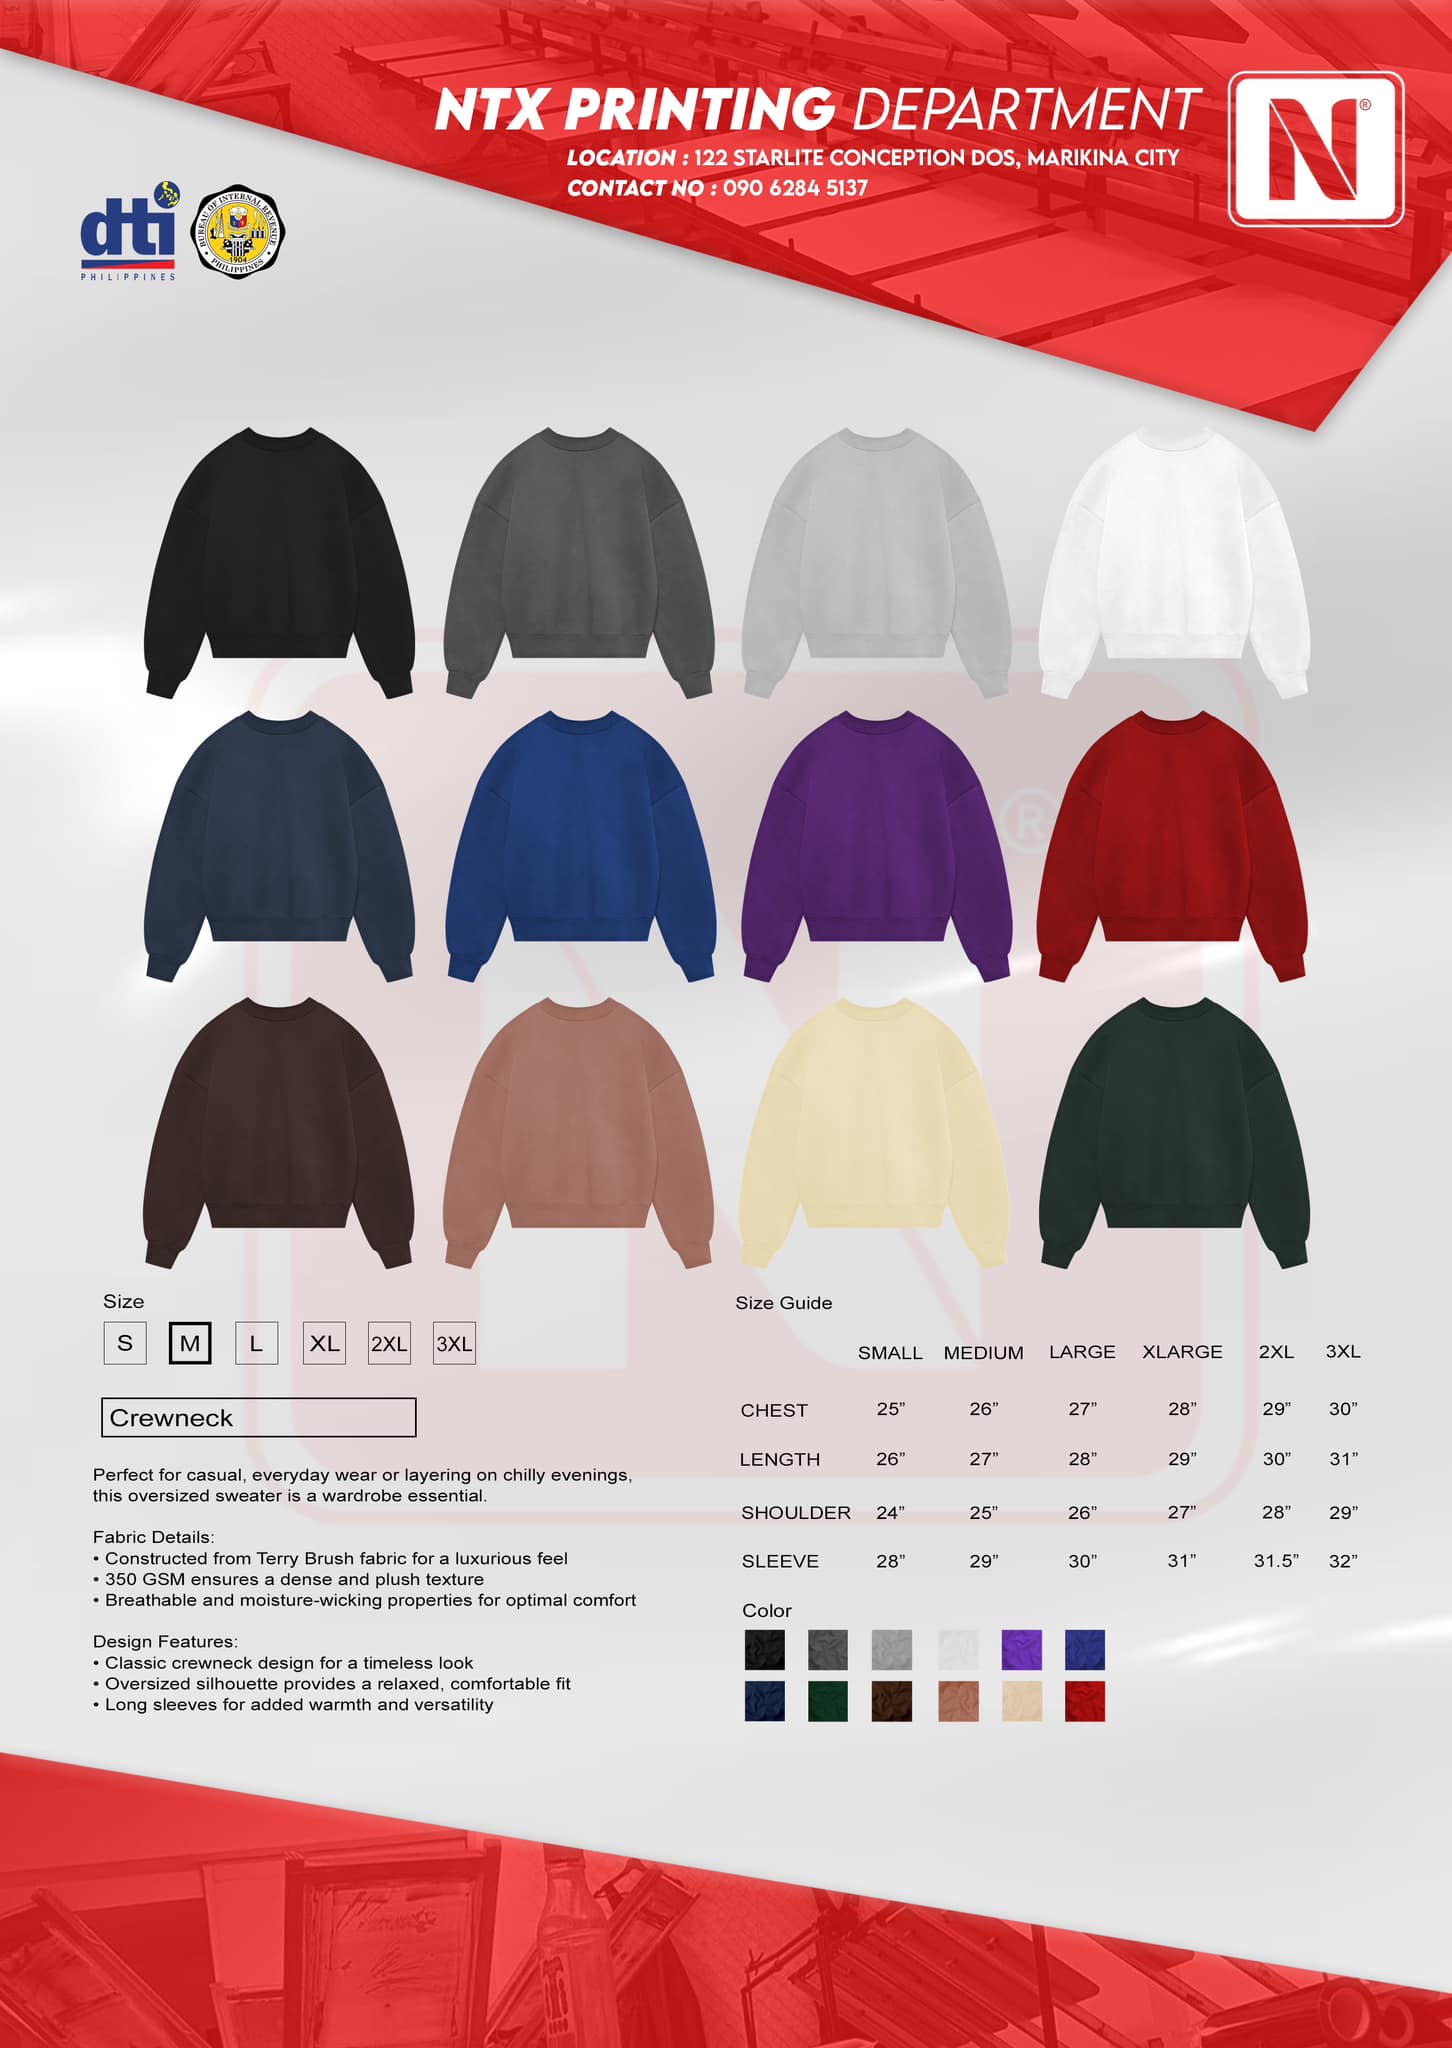 NTX PRINTING DEPARTMENT
LOCATION : 122 STARLITE CONCEPTION DOS, MARIKINA CITY
CONTACT NO : 090 6284 5137
N®
dti
PHILIPPINES
BUREAU OF INTERNAL REVENUE
1904
PHILIPPINES
®
Size
S M L XL 2XL 3XL
Crewneck
Perfect for casual, everyday wear or layering on chilly evenings,
this oversized sweater is a wardrobe essential.
Fabric Details:
• Constructed from Terry Brush fabric for a luxurious feel
• 350 GSM ensures a dense and plush texture
• Breathable and moisture-wicking properties for optimal comfort
Design Features:
• Classic crewneck design for a timeless look
• Oversized silhouette provides a relaxed, comfortable fit
• Long sleeves for added warmth and versatility
Size Guide
SMALL MEDIUM LARGE XLARGE 2XL 3XL
CHEST 25” 26” 27” 28” 29” 30”
LENGTH 26” 27” 28” 29” 30” 31”
SHOULDER 24” 25” 26” 27” 28” 29”
SLEEVE 28” 29” 30” 31” 31.5” 32”
Color